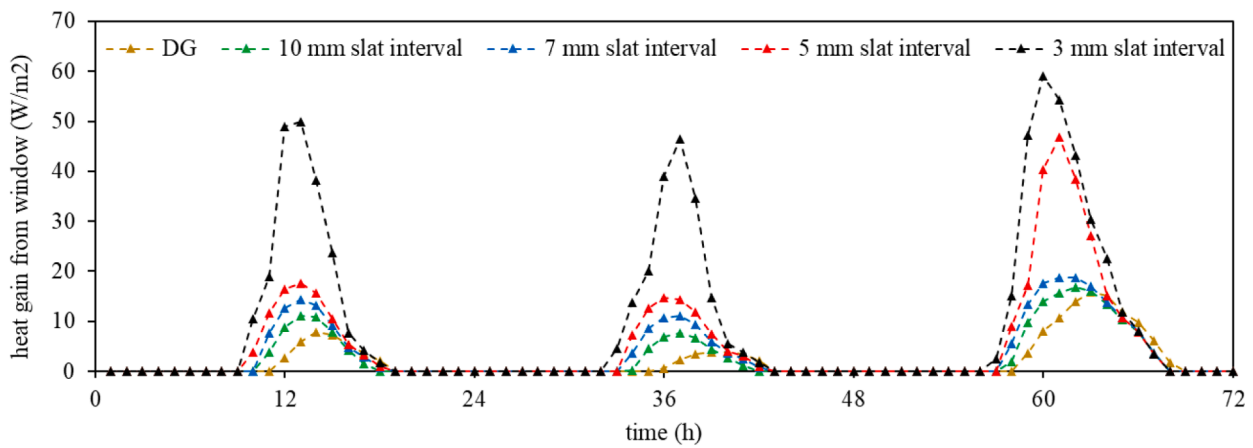 70
DG
10 mm slat interval
7 mm slat interval
5 mm slat interval
3 mm slat interval
60
50
40
30
20
10
0
heat gain from window (W/m2)
0
12
24
36
48
60
72
time (h)